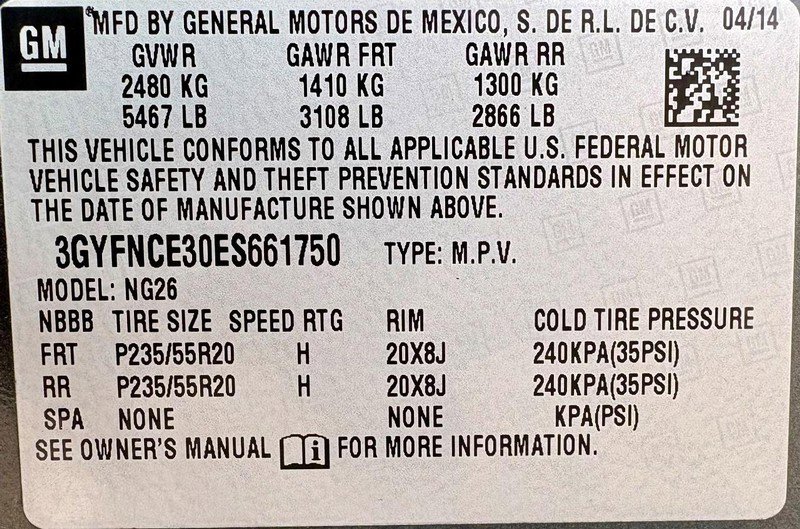 GM ® MFD BY GENERAL MOTORS DE MEXICO, S. DE R.L. DE C.V. 04/14
GVWR GAWR FRT GAWR RR
2480 KG 1410 KG 1300 KG
5467 LB 3108 LB 2866 LB
THIS VEHICLE CONFORMS TO ALL APPLICABLE U.S. FEDERAL MOTOR
VEHICLE SAFETY AND THEFT PREVENTION STANDARDS IN EFFECT ON
THE DATE OF MANUFACTURE SHOWN ABOVE.
3GYFNCE30ES661750 TYPE: M.P.V.
MODEL: NG26
NBBB TIRE SIZE SPEED RTG RIM COLD TIRE PRESSURE
FRT P235/55R20 H 20X8J 240KPA(35PSI)
RR P235/55R20 H 20X8J 240KPA(35PSI)
SPA NONE NONE KPA(PSI)
SEE OWNER'S MANUAL i FOR MORE INFORMATION.